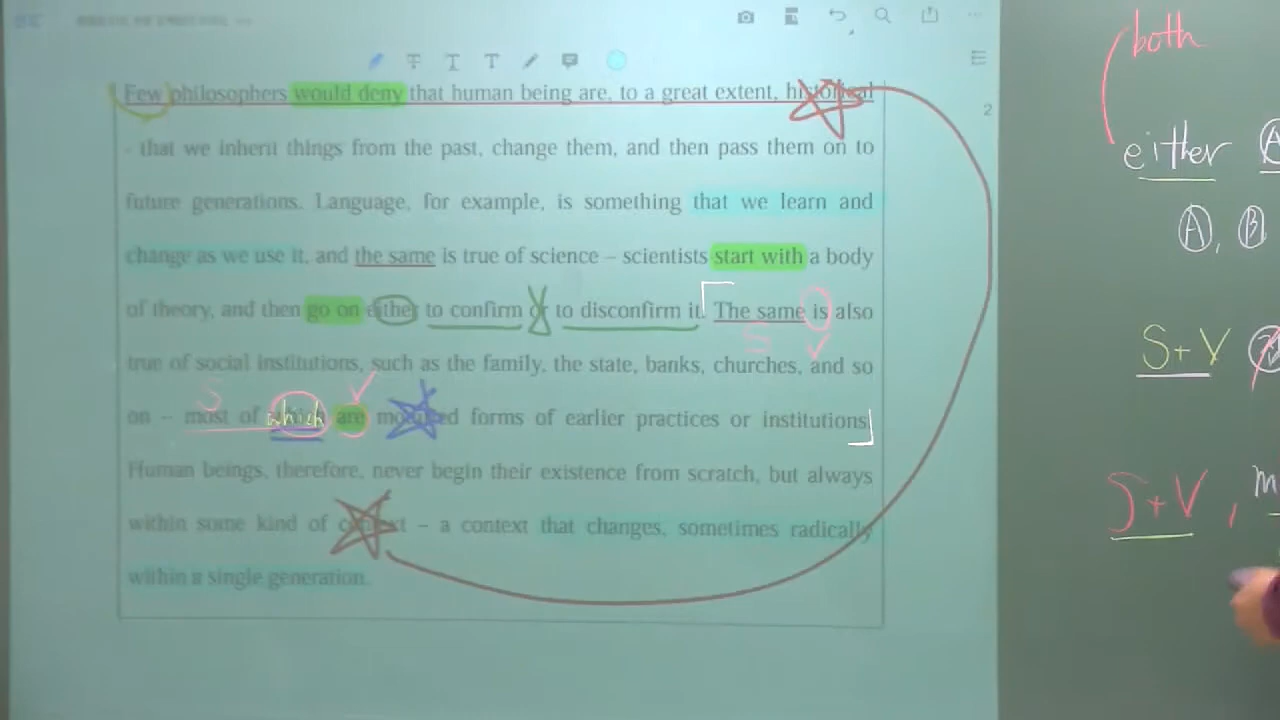 2
Few philosophers would deny that human being are, to a great extent, historical
- that we inherit things from the past, change them, and then pass them on to
future generations. Language, for example, is something that we learn and
change as we use it, and the same is true of science – scientists start with a body
of theory, and then go on either to confirm or to disconfirm it. The same is also
S V
true of social institutions, such as the family, the state, banks, churches, and so
S V
on – most of which are modified forms of earlier practices or institutions.
Human beings, therefore, never begin their existence from scratch, but always
within some kind of context – a context that changes, sometimes radically
within a single generation.
both
either A
A, B
S+V
S+V ,